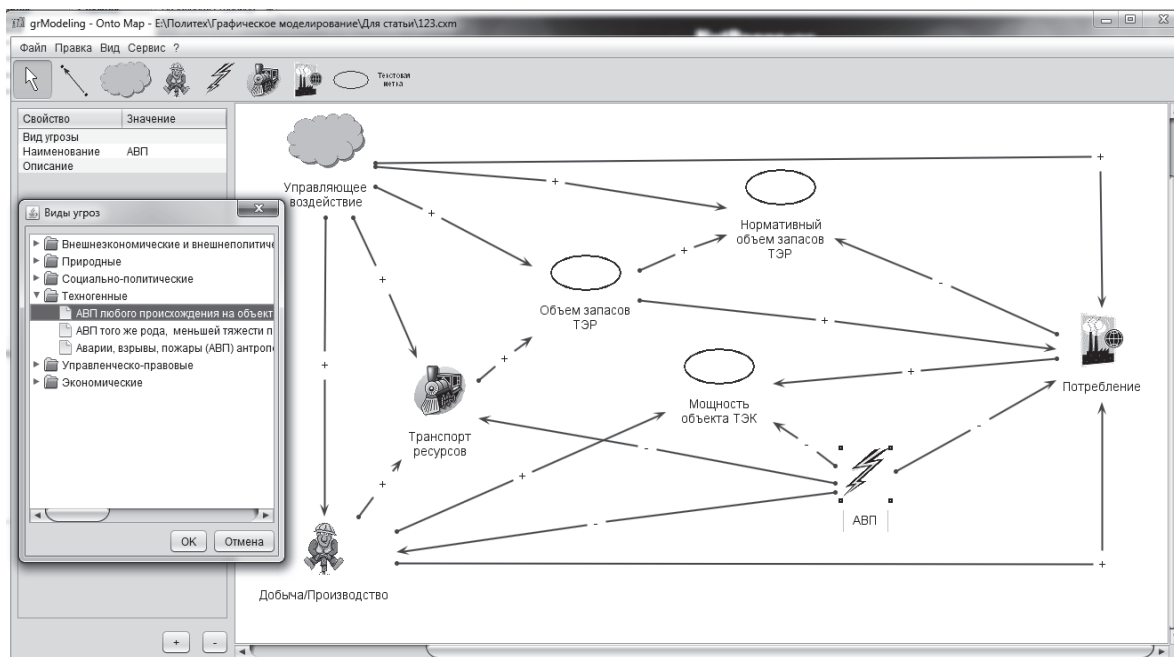 grModeling - Onto Map - E:\Политех\Графическое моделирование\Для статьи\123.cxm
Файл Правка Вид Сервис ?
Текстовая
метка
Свойство Значение
Вид угрозы
Наименование АВП
Описание
Виды угроз
Внешнеэкономические и внешнеполитиче
Природные
Социально-политические
Техногенные
АВП любого происхождения на объект
АВП того же рода, меньшей тяжести п
Аварии, взрывы, пожары (АВП) антропо
Управленческо-правовые
Экономические
OK Отмена
+ -
Управляющее
воздействие
+
+
+
+
+
Нормативный
объем запасов
ТЭР
+
-
Объем запасов
ТЭР
+
+
+
Потребление
Транспорт
ресурсов
Мощность
объекта ТЭК
-
-
-
+
+
-
АВП
+
Добыча/Производство